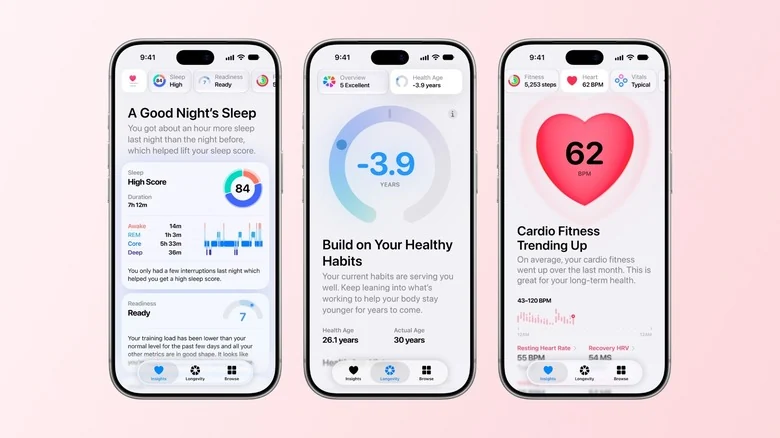 9:41
Sleep
High
Readiness
Ready
A Good Night's Sleep
You got about an hour more sleep
last night than the night before,
which helped lift your sleep score.
Sleep
High Score
84
Duration
7h 12m
Awake 14m
REM 1h 3m
Core 5h 33m
Deep 36m
You only had a few interruptions last night which
helped you get a high sleep score.
Readiness
Ready
7
Your training load has been lower than your
normal level for the past few days and all your
other metrics are in good shape. It looks like
Insights
Longevity
Browse
9:41
Overview
5 Excellent
Health Age
-3.9 years
-3.9
YEARS
Build on Your Healthy
Habits
Your current habits are serving you
well. Keep leaning into what's
working to help your body stay
younger for years to come.
Health Age
26.1 years
Actual Age
30 years
Insights
Longevity
Browse
9:41
Fitness
5,253 steps
Heart
62 BPM
Vitals
Typical
62
BPM
Cardio Fitness
Trending Up
On average, your cardio fitness
went up over the last month. This is
great for your long-term health.
43–120 BPM
12AM
12AM
Resting Heart Rate
55 BPM
Recovery HRV
54 MS
Insights
Longevity
Browse